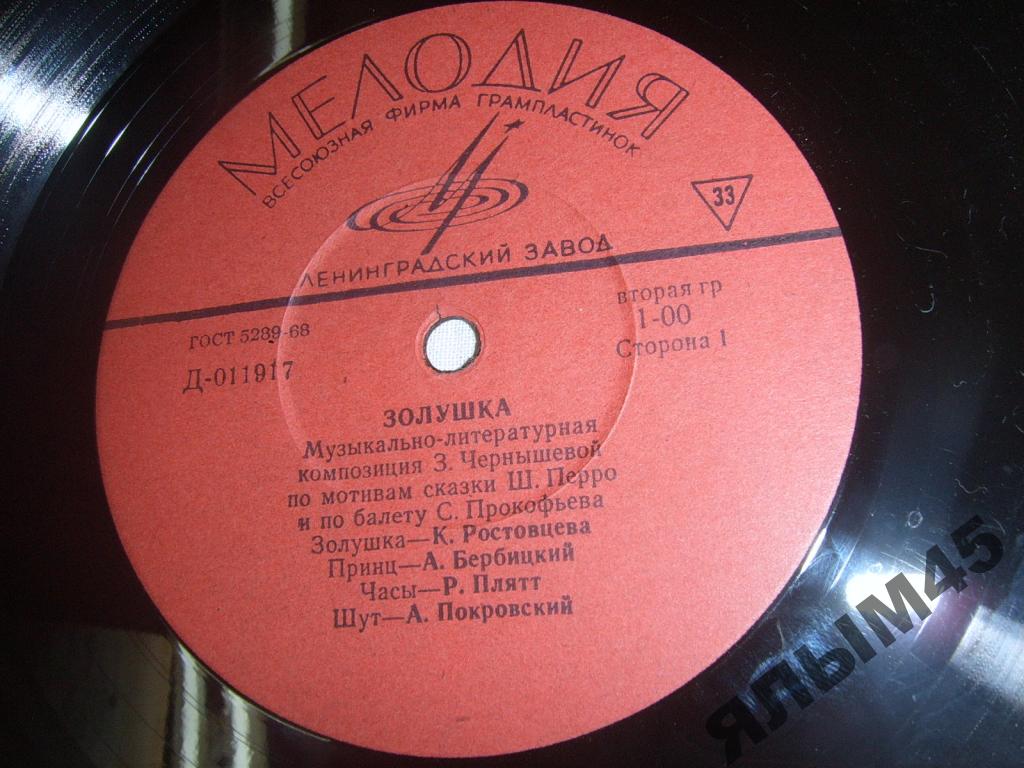 МЕЛОДИЯ
ВСЕСОЮЗНАЯ ФИРМА ГРАМПЛАСТИНОК
33
ЛЕНИНГРАДСКИЙ ЗАВОД
ГОСТ 5289-68
Д-011917
вторая гр
1-00
Сторона 1
ЗОЛУШКА
Музыкально-литературная
композиция З. Чернышевой
по мотивам сказки Ш. Перро
и по балету С. Прокофьева
Золушка—К. Ростовцева
Принц—А. Вербицкий
Часы—Р. Плятт
Шут—А. Покровский
ЯЛЫМ45